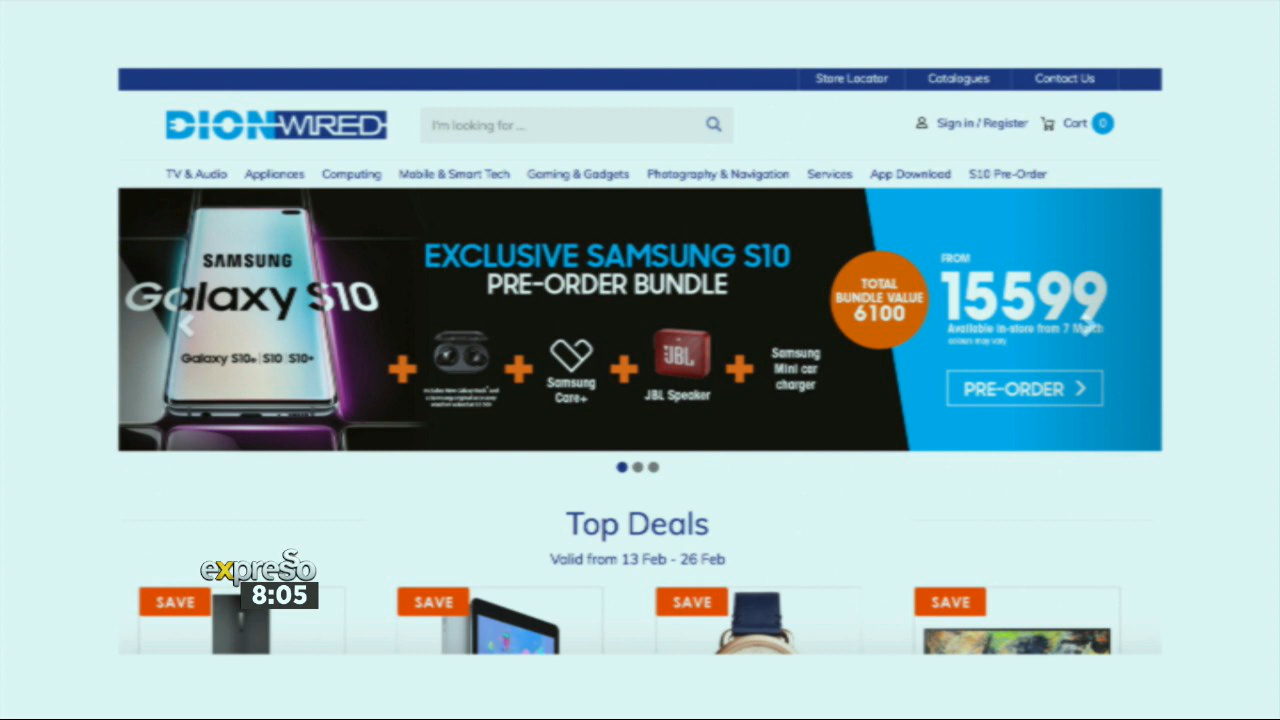 Store Locator Catalogues Contact Us
DION WIRED
I'm looking for ...
Sign in / Register Cart 0
TV & Audio Appliances Computing Mobile & Smart Tech Gaming & Gadgets Photography & Navigation Services App Download S10 Pre-Order
SAMSUNG
Galaxy S10
Galaxy S10e | S10 | S10+
EXCLUSIVE SAMSUNG S10
PRE-ORDER BUNDLE
+
+
Samsung
Care+
+
JBL
JBL Speaker
+
Samsung
Mini car
charger
TOTAL
BUNDLE VALUE
6100
FROM
15599
Available in-store from 7 March
PRE-ORDER
Top Deals
Valid from 13 Feb - 26 Feb
SAVE
SAVE
SAVE
SAVE
expresso
8:05